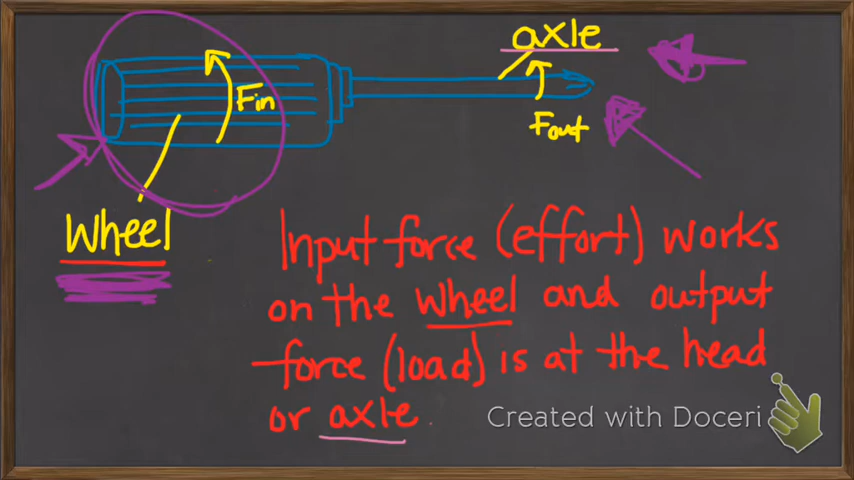 axle
Fin
Fout
Wheel
Input force (effort) works
on the wheel and output
force (load) is at the head
or axle.
Created with Doceri